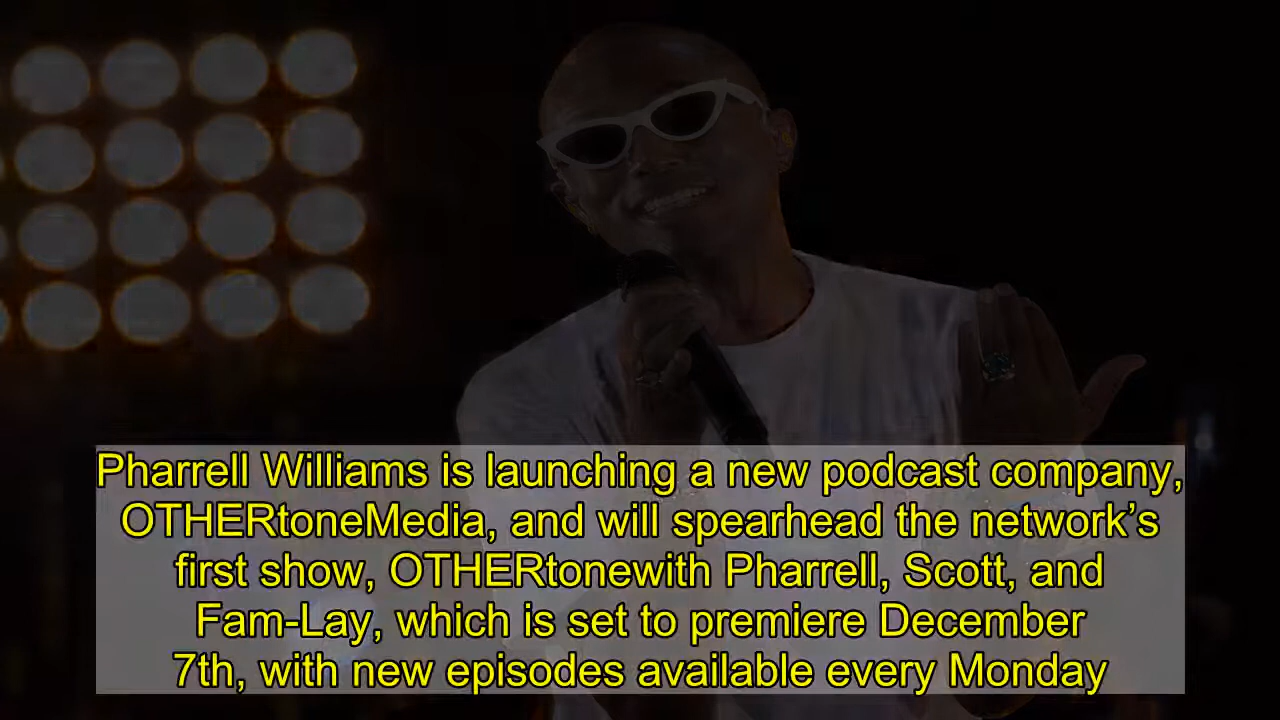 Pharrell Williams is launching a new podcast company,
OTHERtoneMedia, and will spearhead the network’s
first show, OTHERtonewith Pharrell, Scott, and
Fam-Lay, which is set to premiere December
7th, with new episodes available every Monday